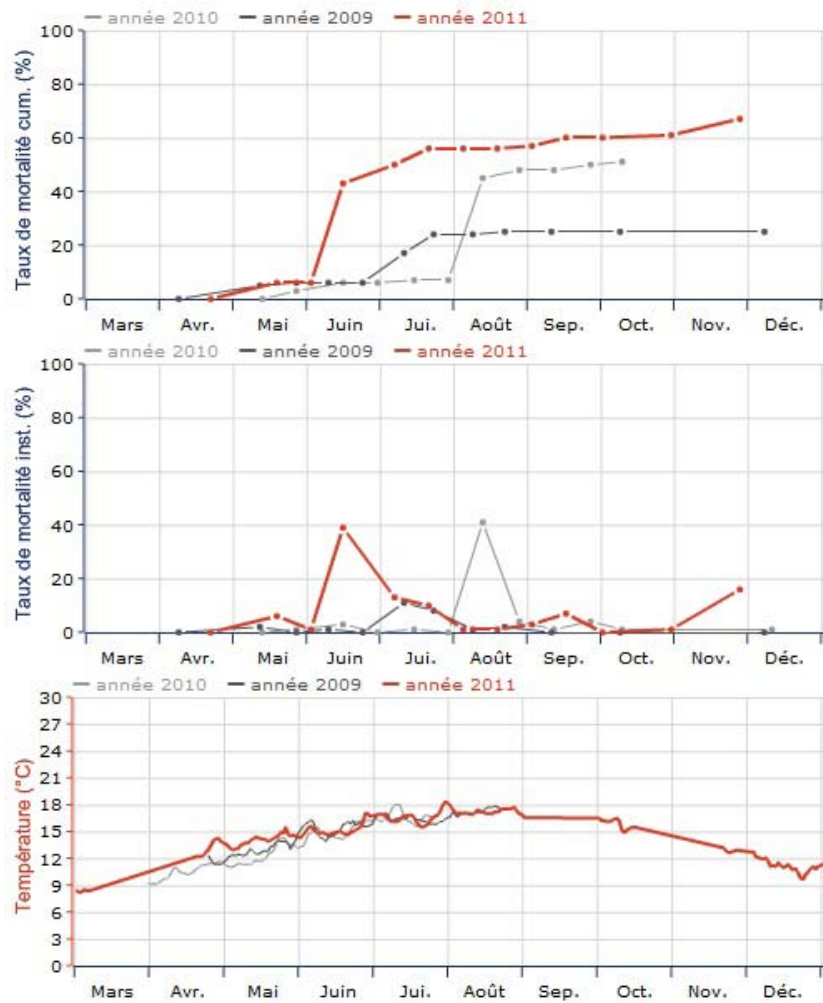 année 2010 année 2009 année 2011
Taux de mortalité cum. (%)
100
80
60
40
20
0
Mars Avr. Mai Juin Jui. Août Sep. Oct. Nov. Déc.
année 2010 année 2009 année 2011
Taux de mortalité inst. (%)
100
80
60
40
20
0
Mars Avr. Mai Juin Jui. Août Sep. Oct. Nov. Déc.
année 2010 année 2009 année 2011
Température (°C)
30
27
24
21
18
15
12
9
6
3
0
Mars Avr. Mai Juin Jui. Août Sep. Oct. Nov. Déc.